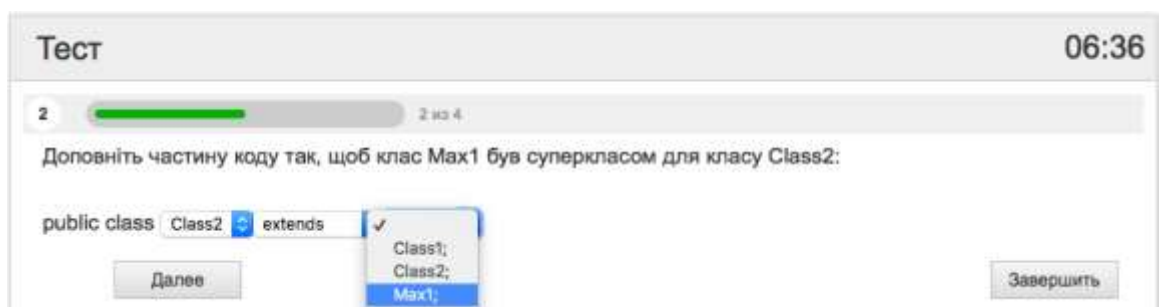 Тест 06:36
2 2 из 4
Доповніть частину коду так, щоб клас Max1 був суперкласом для класу Class2:
public class Class2 extends
Class1;
Class2;
Max1;
Далее Завершить